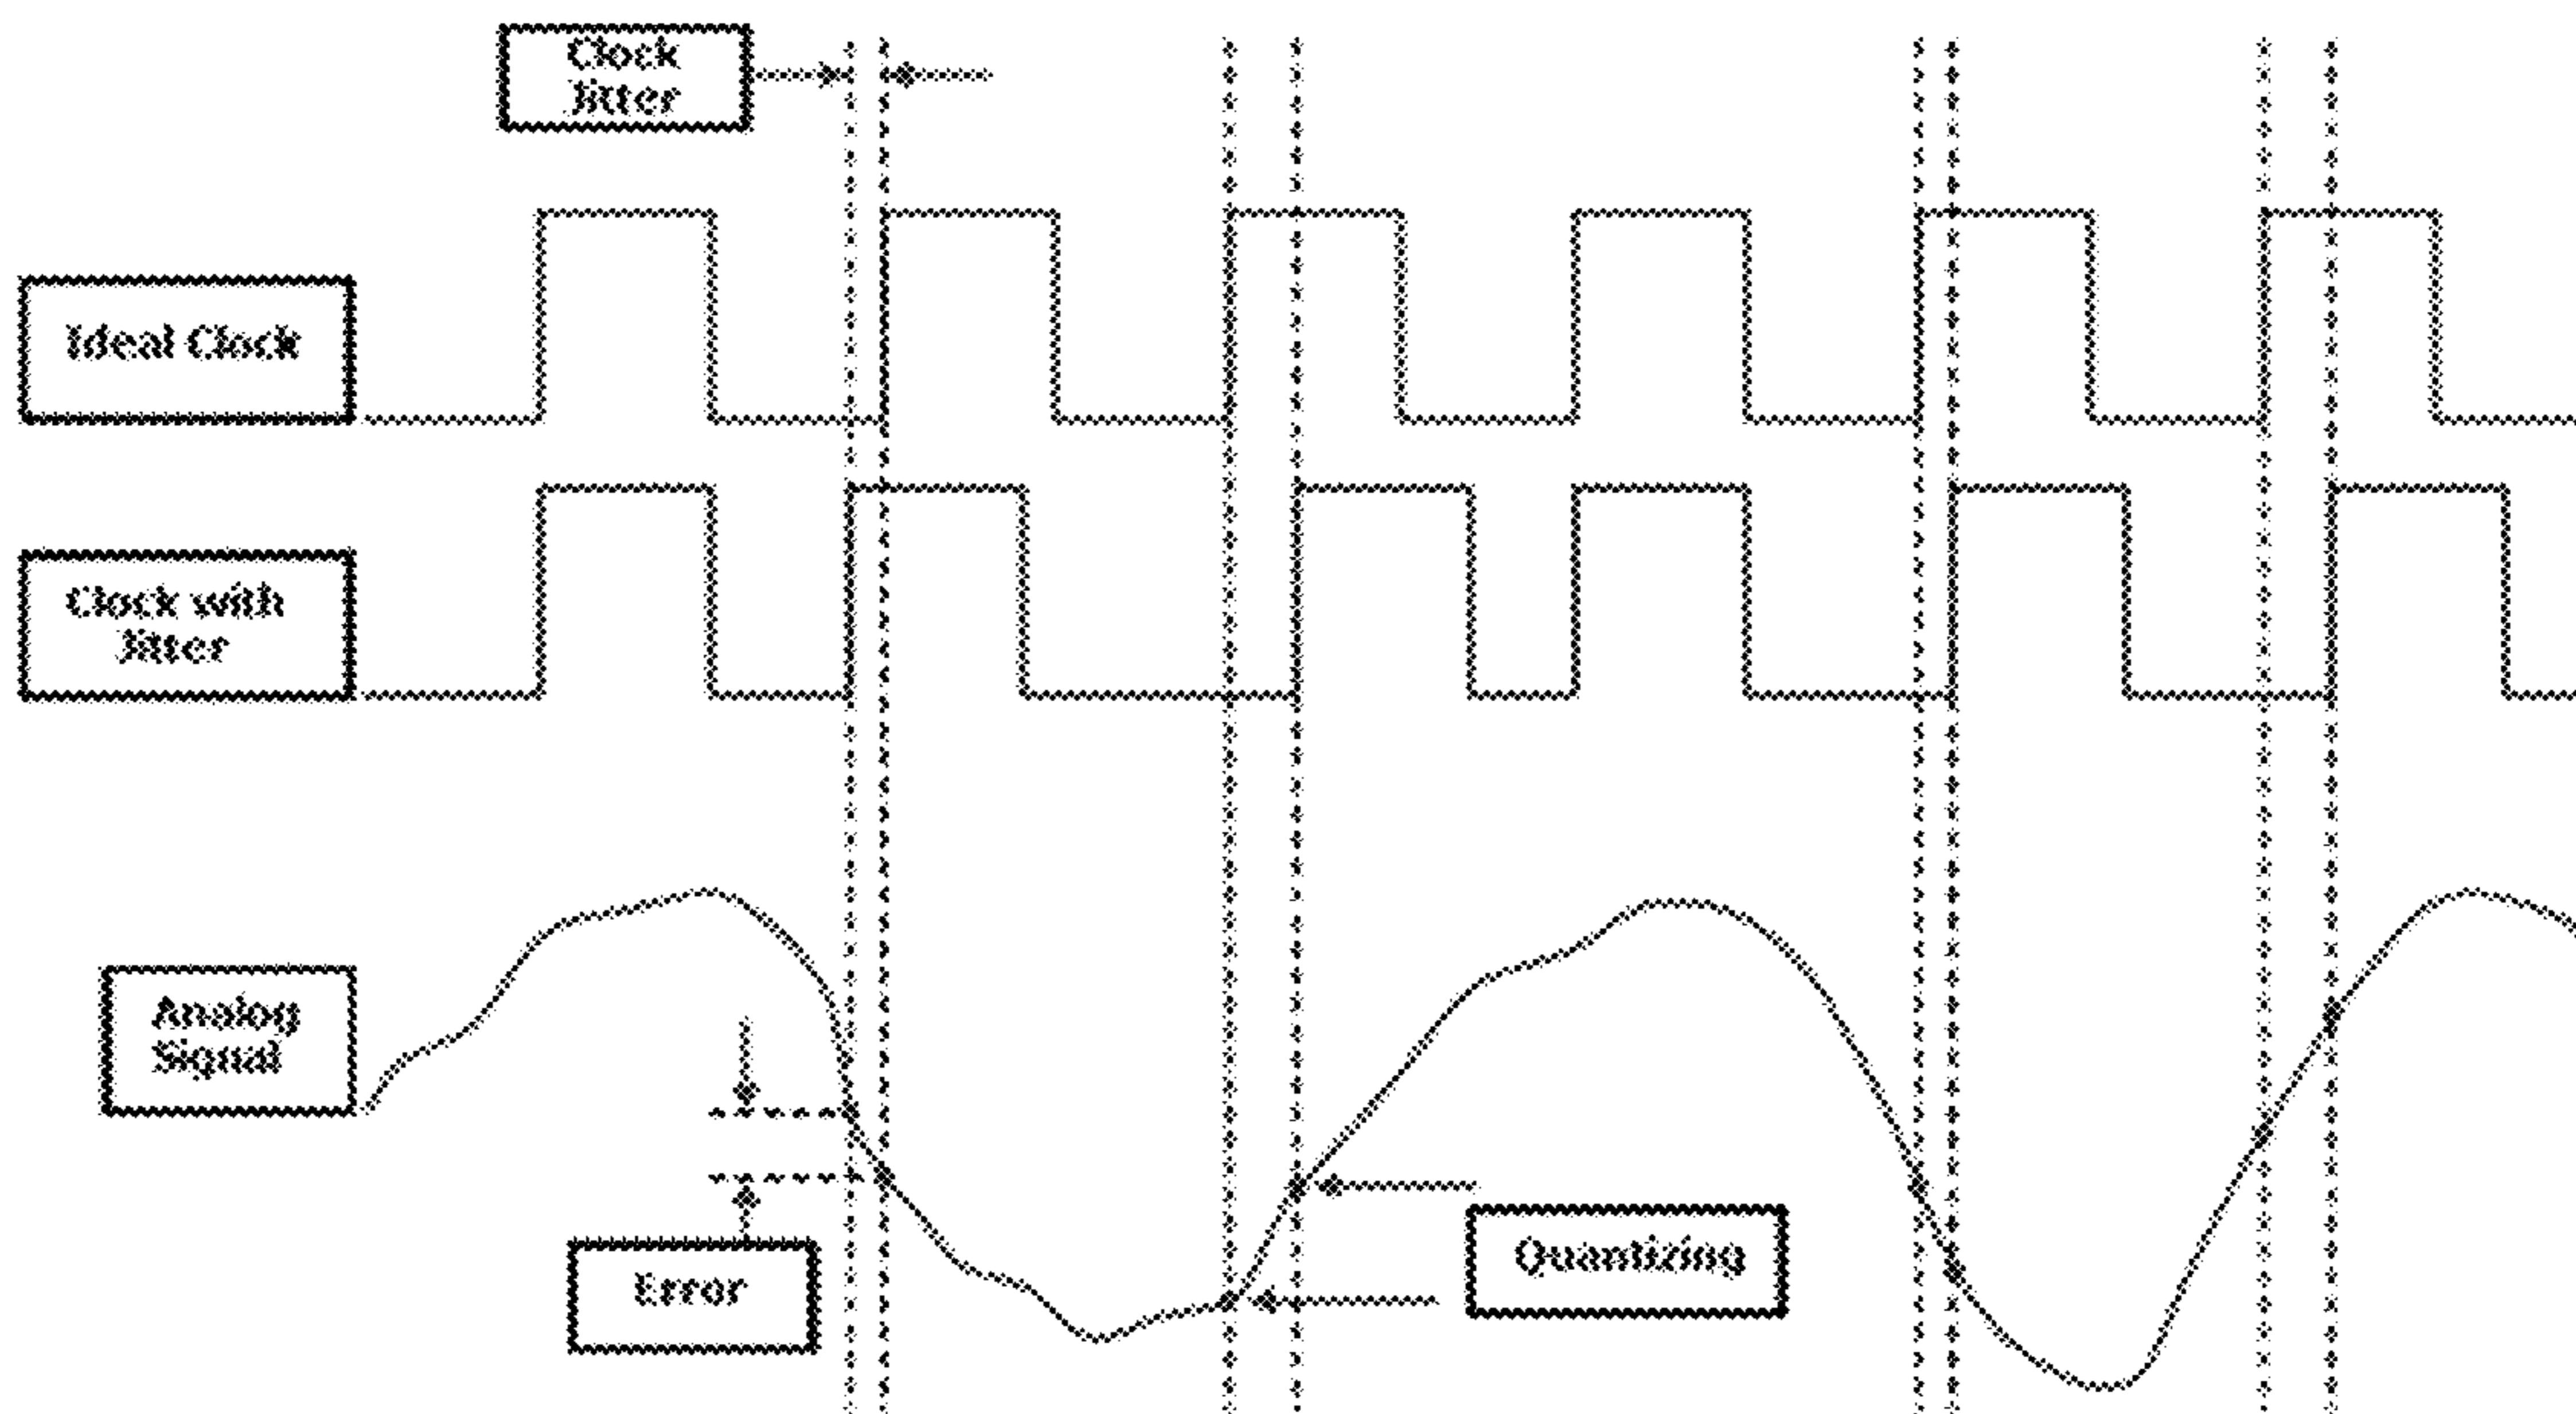 Clock
Jitter
Ideal Clock
Clock with
Jitter
Analog
Signal
Error
Quantizing